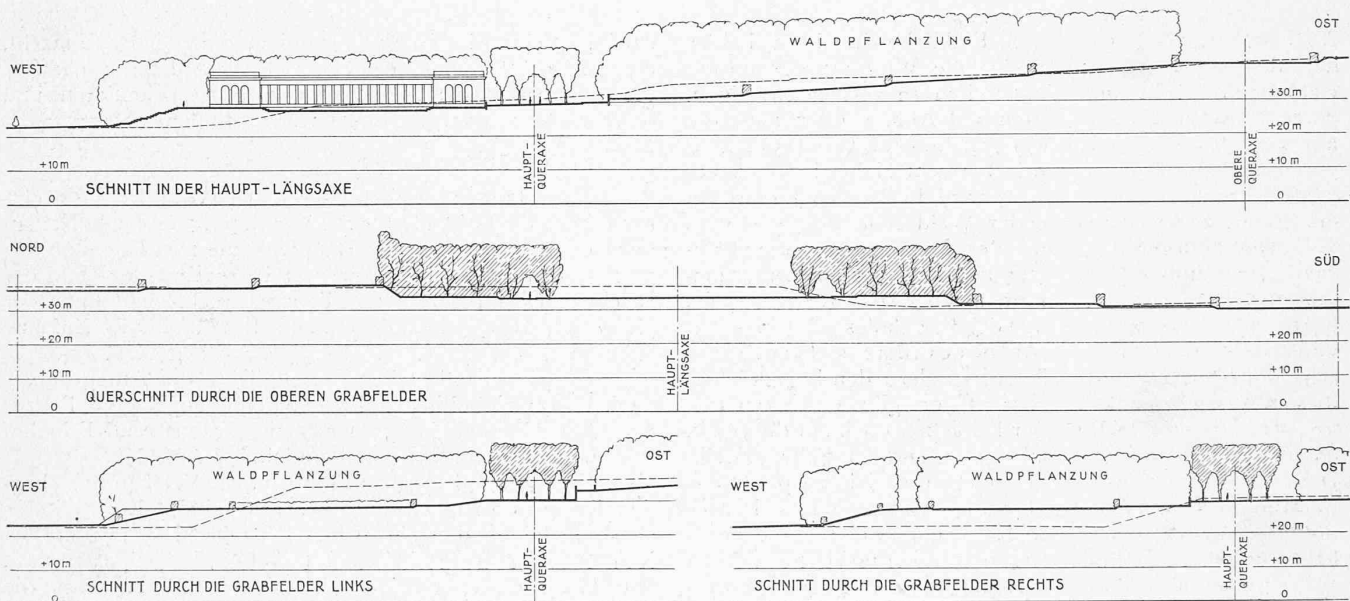 OST
WALDPFLANZUNG
WEST
+30 m
+20 m
+10 m
HAUPT-
QUERAXE
OBERE
QUERAXE
+10 m
SCHNITT IN DER HAUPT-LÄNGSAXE
0
0
NORD
SÜD
+30 m
+30 m
+20 m
+20 m
+10 m
HAUPT-
LÄNGSAXE
+10 m
QUERSCHNITT DURCH DIE OBEREN GRABFELDER
0
0
WEST
WALDPFLANZUNG
OST
+10 m
HAUPT-
QUERAXE
SCHNITT DURCH DIE GRABFELDER LINKS
0
WEST
WALDPFLANZUNG
OST
+20 m
+10 m
HAUPT-
QUERAXE
SCHNITT DURCH DIE GRABFELDER RECHTS
0